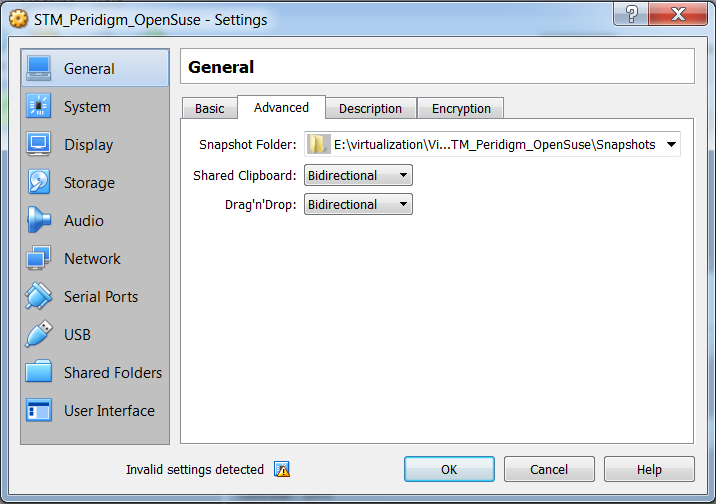 STM_Peridigm_OpenSuse - Settings
General
System
Display
Storage
Audio
Network
Serial Ports
USB
Shared Folders
User Interface
General
Basic Advanced Description Encryption
Snapshot Folder: E:\virtualization\Vi...TM_Peridigm_OpenSuse\Snapshots
Shared Clipboard: Bidirectional
Drag'n'Drop: Bidirectional
Invalid settings detected
OK Cancel Help